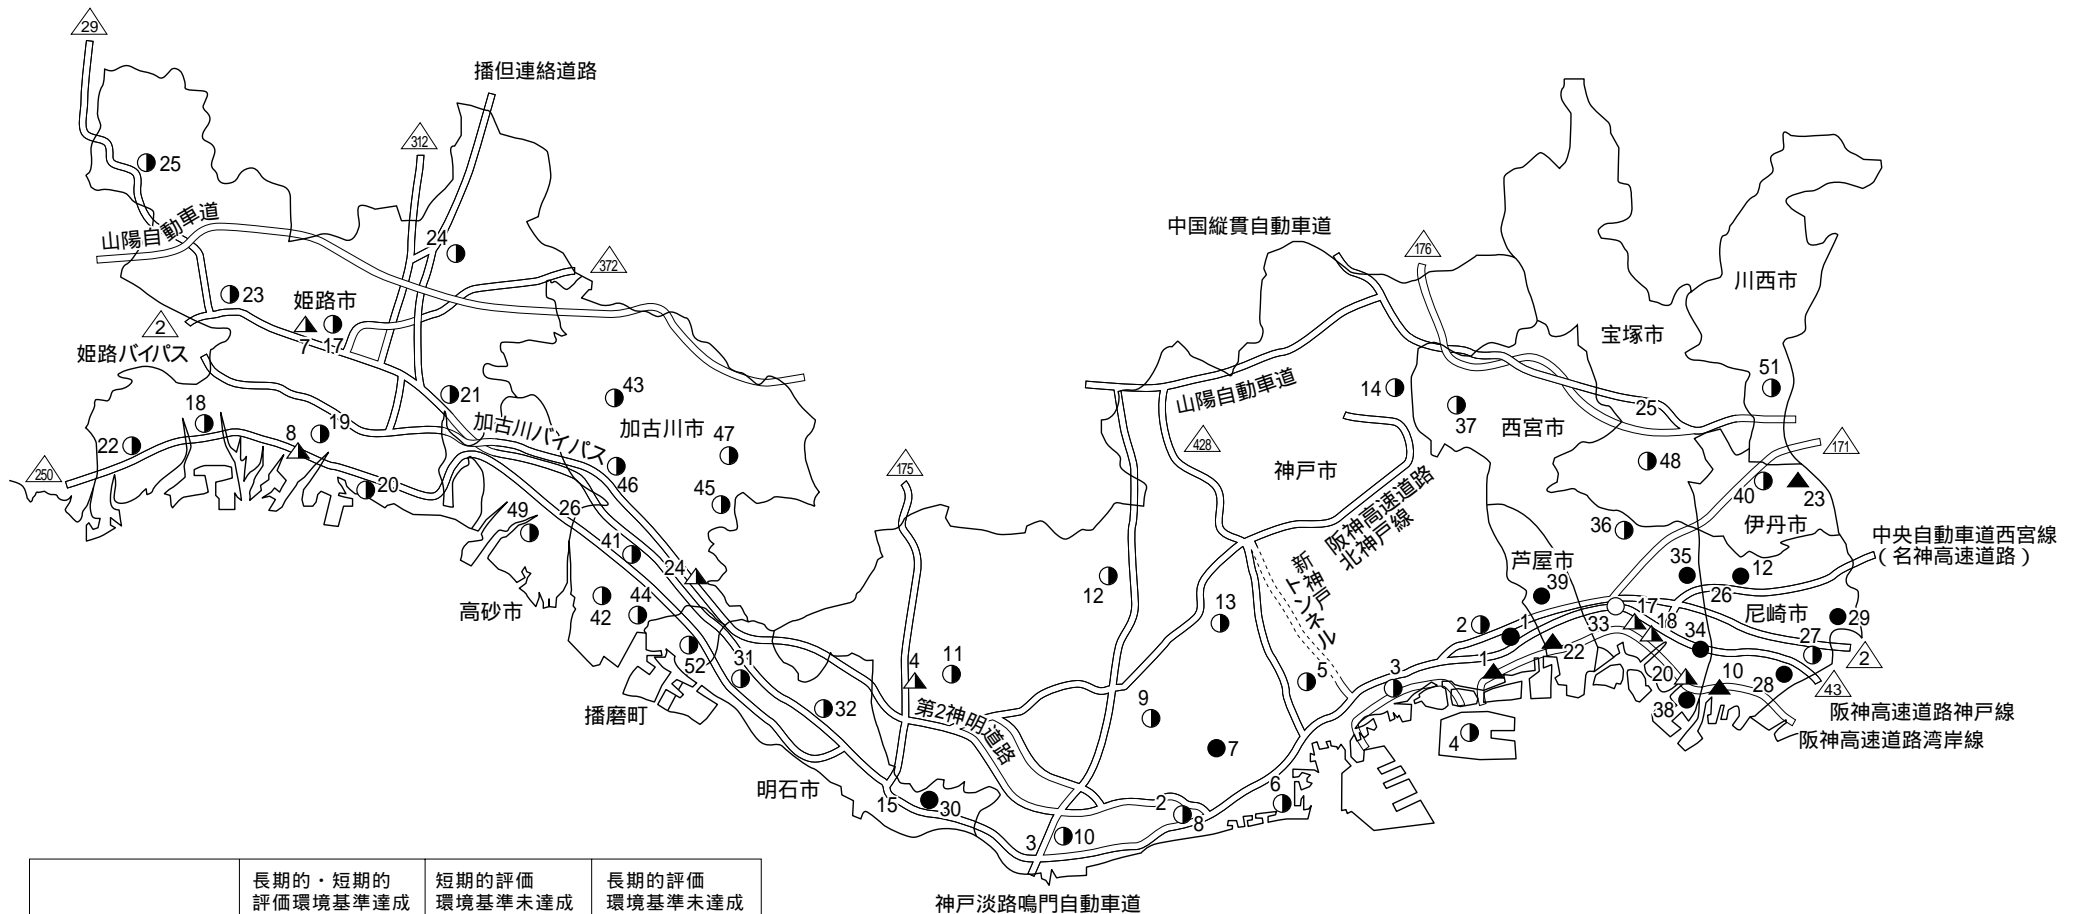 29
播但連絡道路
312
25
山陽自動車道
24
372
中国縦貫自動車道
176
川西市
23
姫路市
2
7
17
姫路バイパス
宝塚市
51
14
山陽自動車道
25
37
西宮市
21
43
加古川バイパス
加古川市
18
19
8
22
47
428
171
250
20
46
45
175
神戸市
阪神高速道路
北神戸線
48
40
23
伊丹市
36
49
26
41
24
新神戸
トンネル
芦屋市
39
35
12
中央自動車道西宮線
(名神高速道路)
26
高砂市
42
44
12
13
2
1
17
18
33
34
尼崎市
29
27
2
52
31
4
11
5
3
1
22
20
10
28
43
38
播磨町
32
第2神明道路
9
7
4
阪神高速道路神戸線
阪神高速道路湾岸線
明石市
15
30
2
8
6
3
10
神戸淡路鳴門自動車道
長期的・短期的
評価環境基準達成
短期的評価
環境基準未達成
長期的評価
環境基準未達成